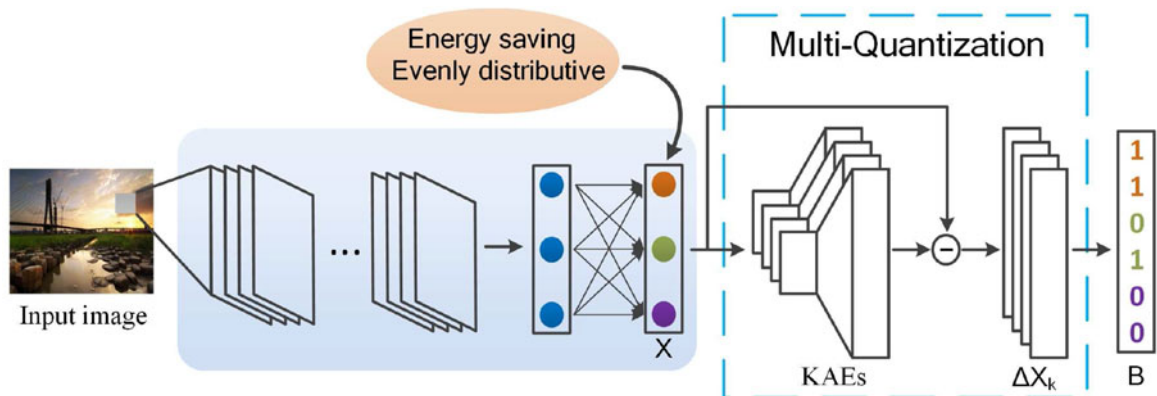 Energy saving
Evenly distributive
Multi-Quantization
Input image
...
X
KAEs
−
ΔXₖ
1
1
0
1
0
0
B